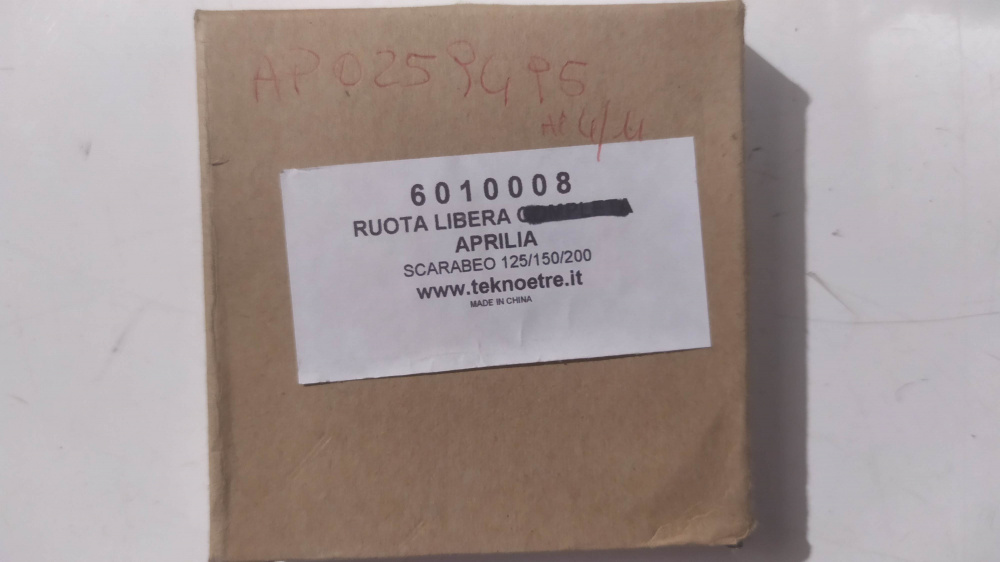 AP0259495
6010008
RUOTA LIBERA
APRILIA
SCARABEO 125/150/200
www.teknoetre.it
MADE IN CHINA